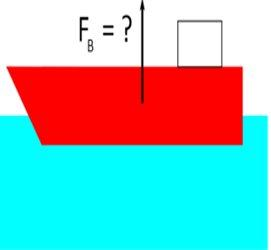 F_B = ?